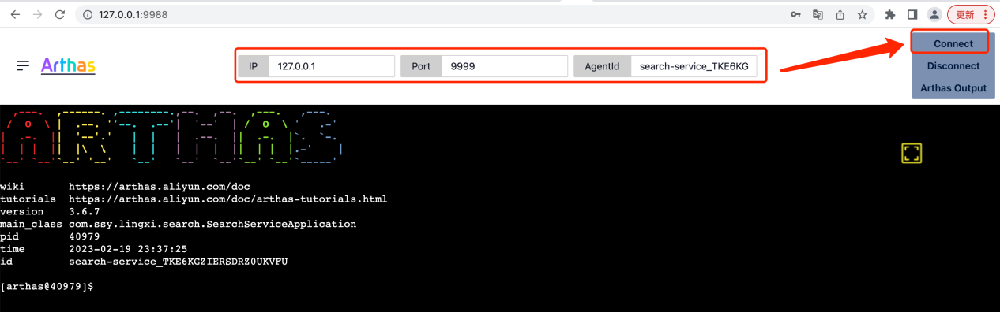 127.0.0.1:9988
更新
Arthas
IP 127.0.0.1 Port 9999 AgentId search-service_TKE6KG
Connect
Disconnect
Arthas Output
ARTHAS
wiki https://arthas.aliyun.com/doc
tutorials https://arthas.aliyun.com/doc/arthas-tutorials.html
version 3.6.7
main_class com.ssy.lingxi.search.SearchServiceApplication
pid 40979
time 2023-02-19 23:37:25
id search-service_TKE6KGZIERSDRZ0UKVFU
[arthas@40979]$